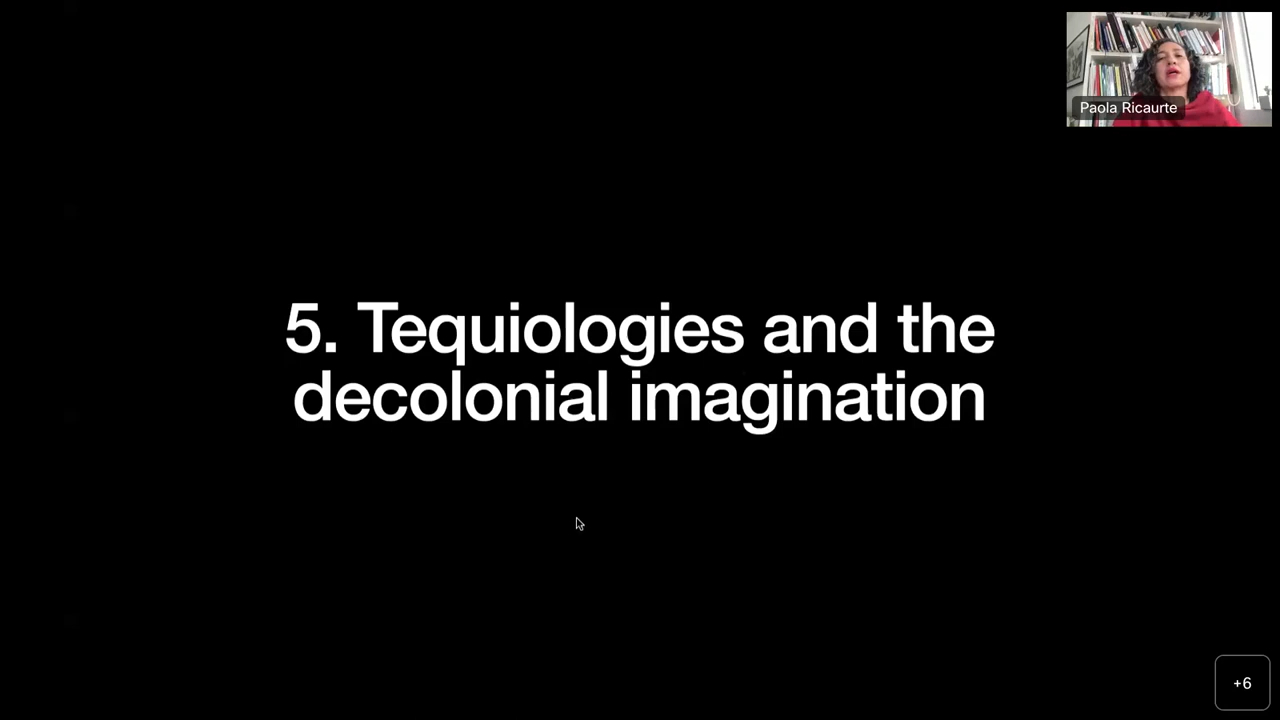 Paola Ricaurte
5. Tequiologies and the
decolonial imagination
+6